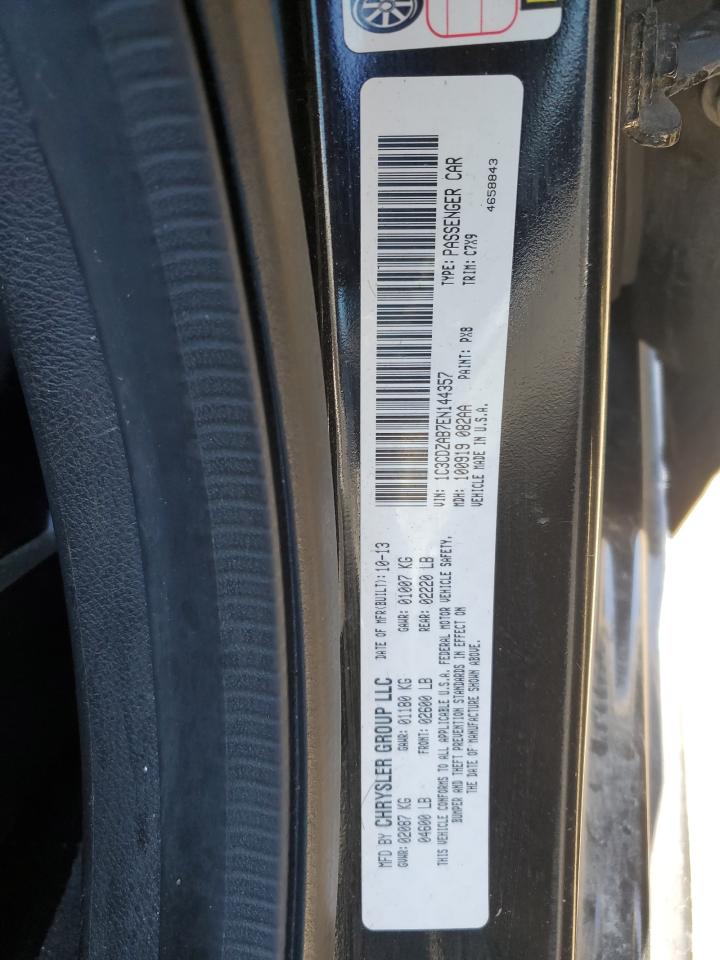 MFD BY CHRYSLER GROUP LLC DATE OF MFR(BUILT): 10-13
GVWR: 02087 KG GAWR: 01180 KG GAWR: 01007 KG
04600 LB FRONT: 02600 LB REAR: 02220 LB
THIS VEHICLE CONFORMS TO ALL APPLICABLE U.S.A. FEDERAL MOTOR VEHICLE SAFETY,
BUMPER AND THEFT PREVENTION STANDARDS IN EFFECT ON
THE DATE OF MANUFACTURE SHOWN ABOVE.
VIN: 1C3CDZAB7EN144357 TYPE: PASSENGER CAR
MDH: 100919 082AA PAINT: PX8 TRIM: C7X9
VEHICLE MADE IN U.S.A. 4658843